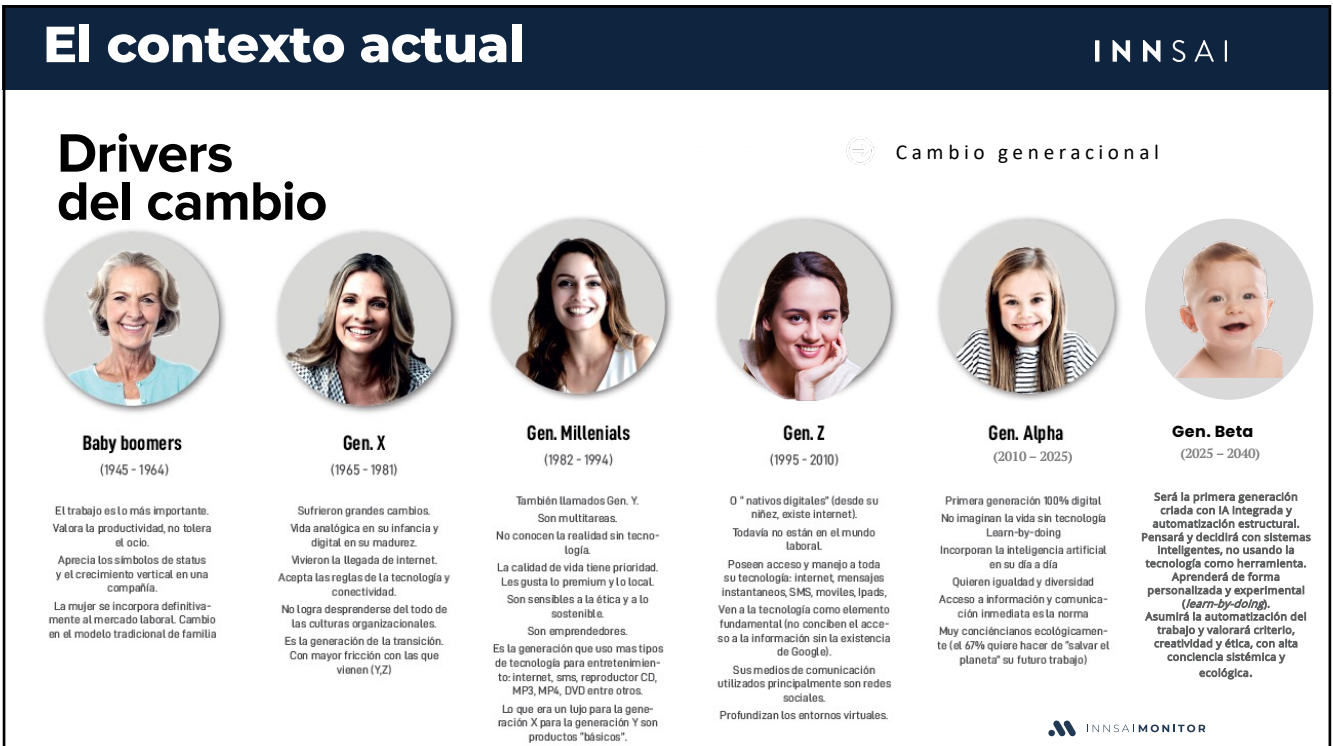 El contexto actual
INNSAI
Drivers
del cambio
Cambio generacional
Baby boomers
(1945 - 1964)
El trabajo es lo más importante.
Valora la productividad, no tolera
el ocio.
Aprecia los símbolos de status
y el crecimiento vertical en una
compañía.
La mujer se incorpora definitiva-
mente al mercado laboral. Cambio
en el modelo tradicional de familia
Gen. X
(1965 - 1981)
Sufrieron grandes cambios.
Vida analógica en su infancia y
digital en su madurez.
Vivieron la llegada de internet.
Acepta las reglas de la tecnología y
conectividad.
No logra desprenderse del todo de
las culturas organizacionales.
Es la generación de la transición.
Con mayor fricción con las que
vienen (Y,Z)
Gen. Millenials
(1982 - 1994)
También llamados Gen. Y.
Son multitareas.
No conocen la realidad sin tecno-
logía.
La calidad de vida tiene prioridad.
Les gusta lo premium y lo local.
Son sensibles a la ética y a lo
sostenible.
Son emprendedores.
Es la generación que uso mas tipos
de tecnología para entretenimien-
to: internet, sms, reproductor CD,
MP3, MP4, DVD entre otros.
Lo que era un lujo para la gene-
ración X para la generación Y son
productos "básicos".
Gen. Z
(1995 - 2010)
O " nativos digitales" (desde su
niñez, existe internet).
Todavía no están en el mundo
laboral.
Poseen acceso y manejo a toda
su tecnología: internet, mensajes
instantaneos, SMS, moviles, Ipads,
Ven a la tecnología como elemento
fundamental (no conciben el acce-
so a la información sin la existencia
de Google).
Sus medios de comunicación
utilizados principalmente son redes
sociales.
Profundizan los entornos virtuales.
Gen. Alpha
(2010 – 2025)
Primera generación 100% digital
No imaginan la vida sin tecnología
Learn-by-doing
Incorporan la inteligencia artificial
en su día a día
Quieren igualdad y diversidad
Acceso a información y comunica-
ción inmediata es la norma
Muy conciéncianos ecológicamen-
te (el 67% quiere hacer de "salvar el
planeta" su futuro trabajo)
Gen. Beta
(2025 – 2040)
Será la primera generación
criada con IA integrada y
automatización estructural.
Pensará y decidirá con sistemas
inteligentes, no usando la
tecnología como herramienta.
Aprenderá de forma
personalizada y experimental
(learn-by-doing).
Asumirá la automatización del
trabajo y valorará criterio,
creatividad y ética, con alta
conciencia sistémica y
ecológica.
INNSAIMONITOR